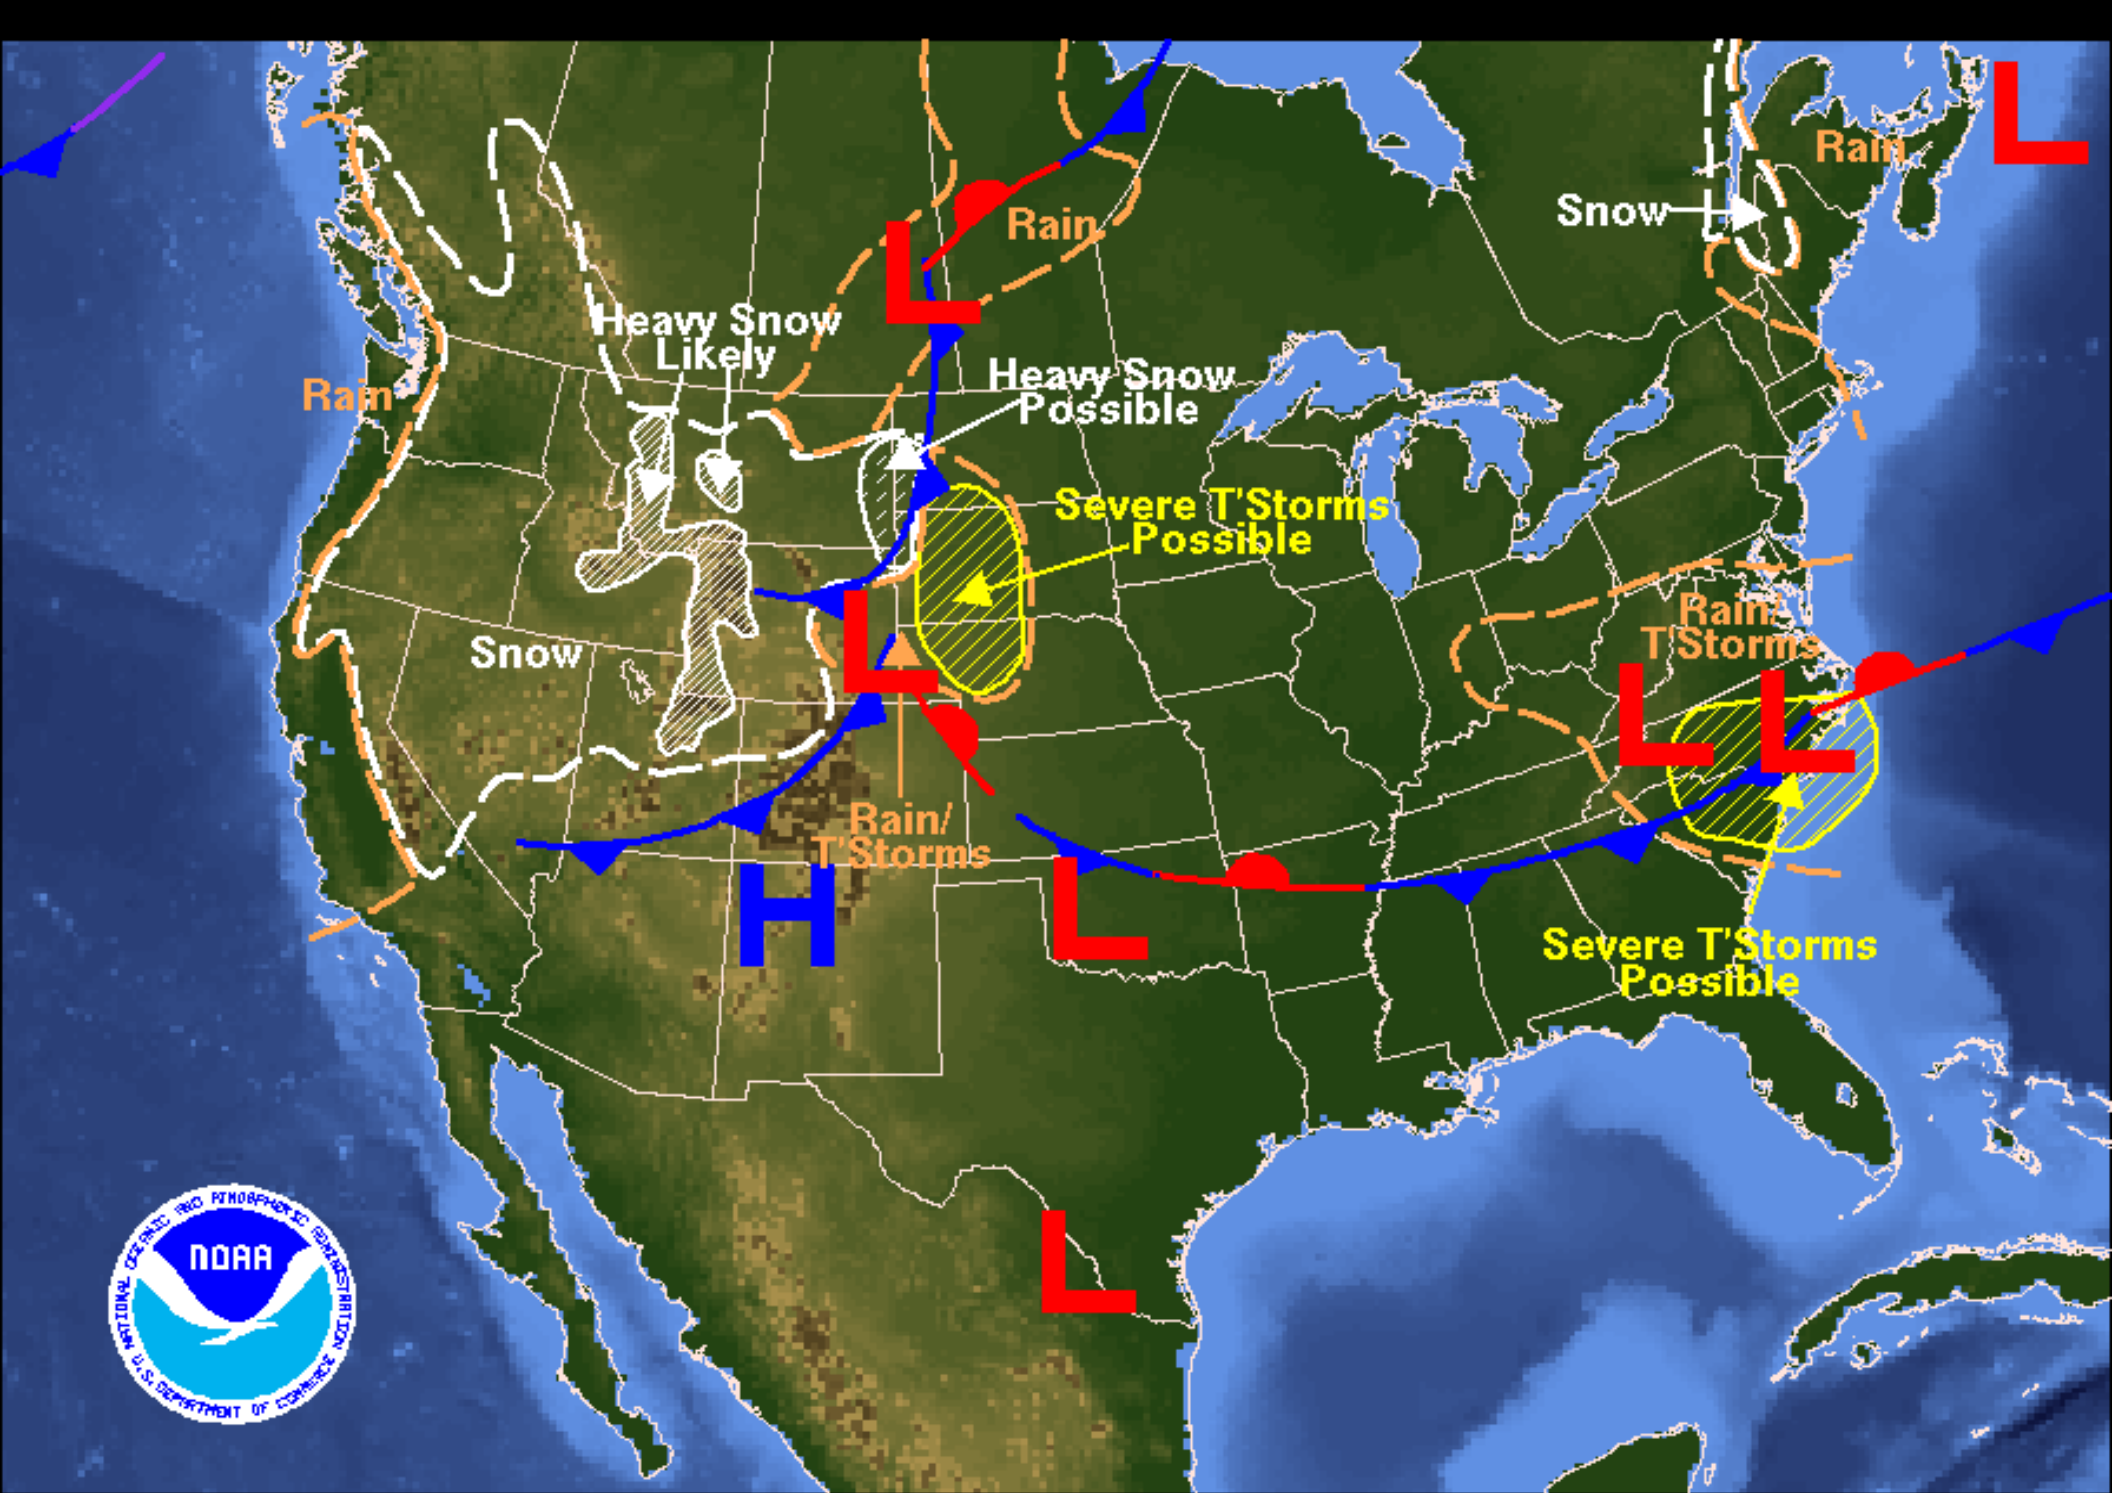 Rain
L
Snow
Rain
L
Heavy Snow
Likely
Heavy Snow
Possible
Rain
Severe T'Storms
Possible
Snow
L
Rain/
T'Storms
L
L
Rain/
T'Storms
H
L
Severe T'Storms
Possible
L
NATIONAL OCEANIC AND ATMOSPHERIC ADMINISTRATION
NOAA
U.S. DEPARTMENT OF COMMERCE